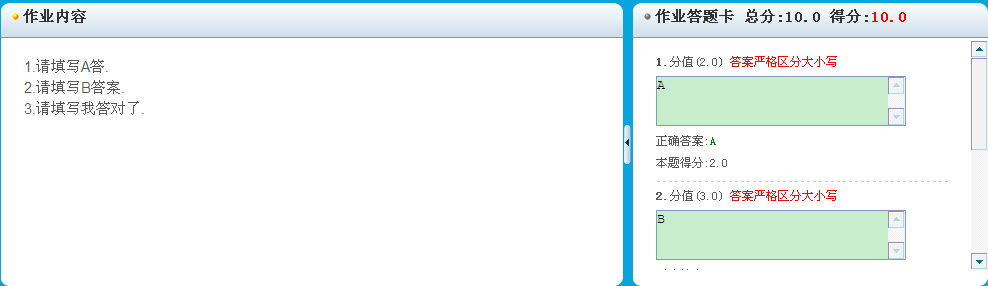 作业内容
1.请填写A答.
2.请填写B答案.
3.请填写我答对了.
作业答题卡 总分:10.0 得分:10.0
1.分值(2.0) 答案严格区分大小写
A
正确答案:A
本题得分:2.0
2.分值(3.0) 答案严格区分大小写
B